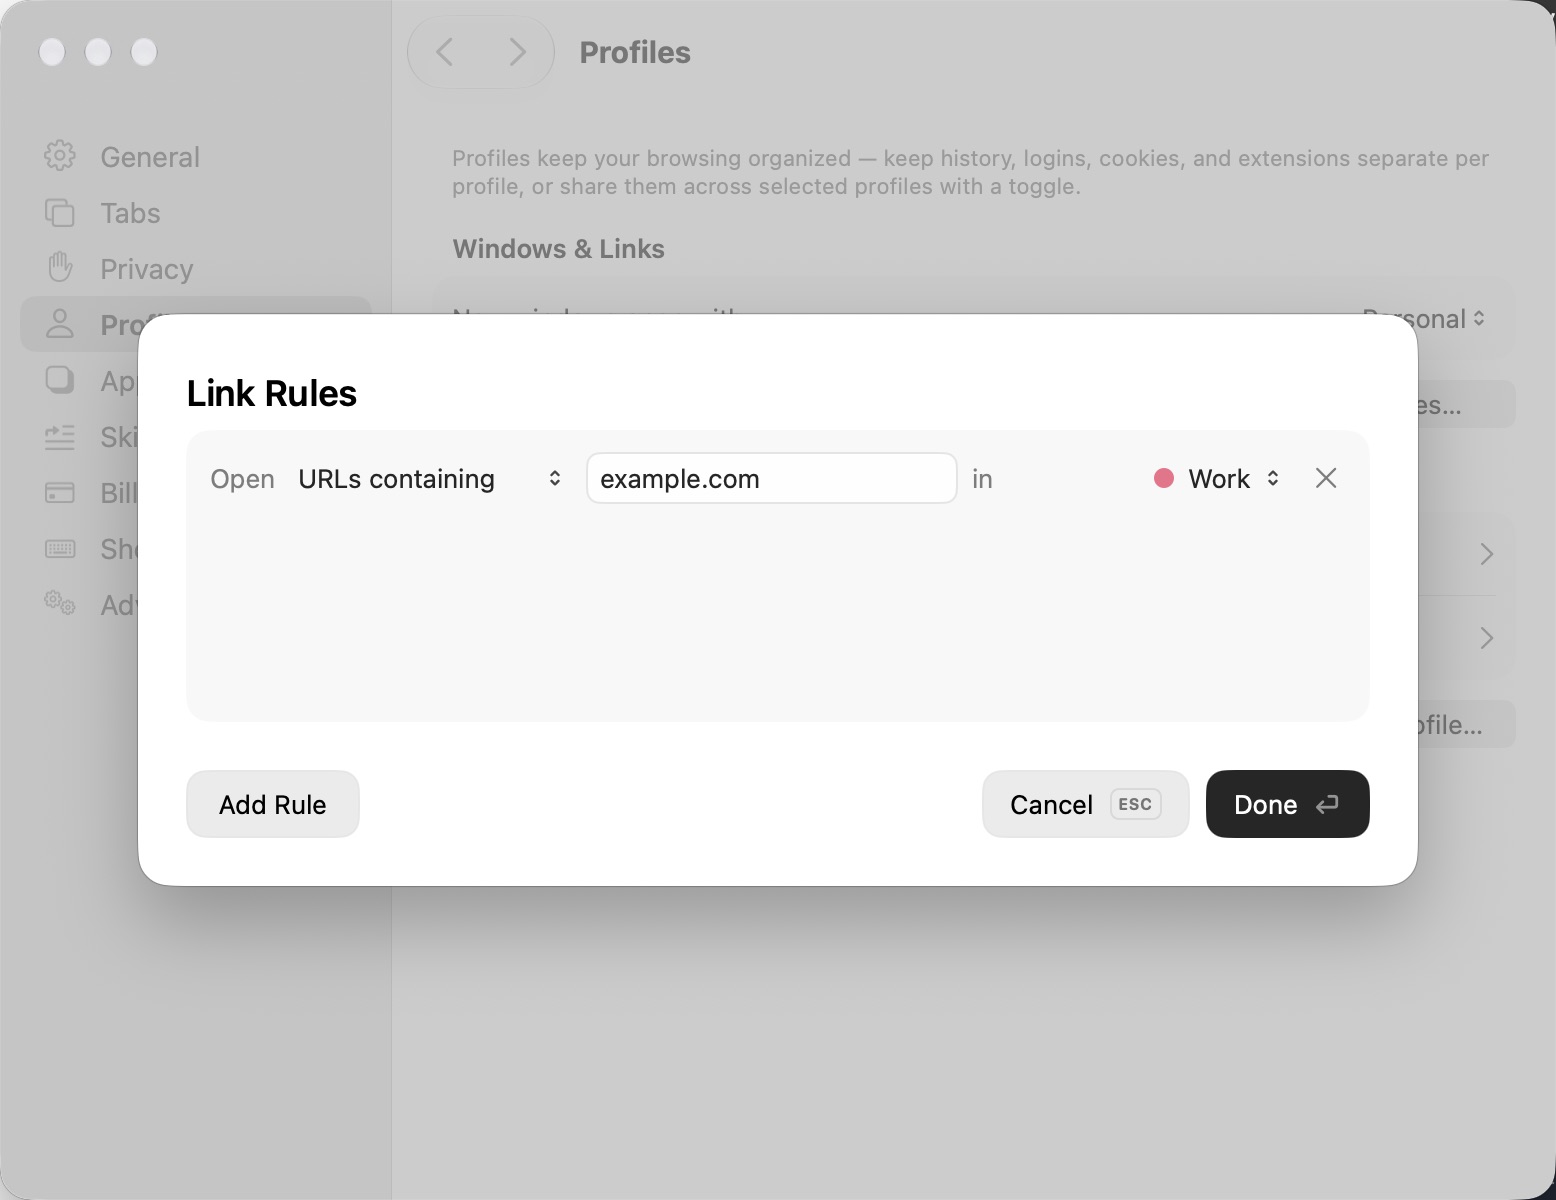 Profiles
General
Tabs
Privacy
Profiles keep your browsing organized — keep history, logins, cookies, and extensions separate per
profile, or share them across selected profiles with a toggle.
Windows & Links
Personal
Link Rules
Open URLs containing example.com in Work
Add Rule
Cancel ESC
Done